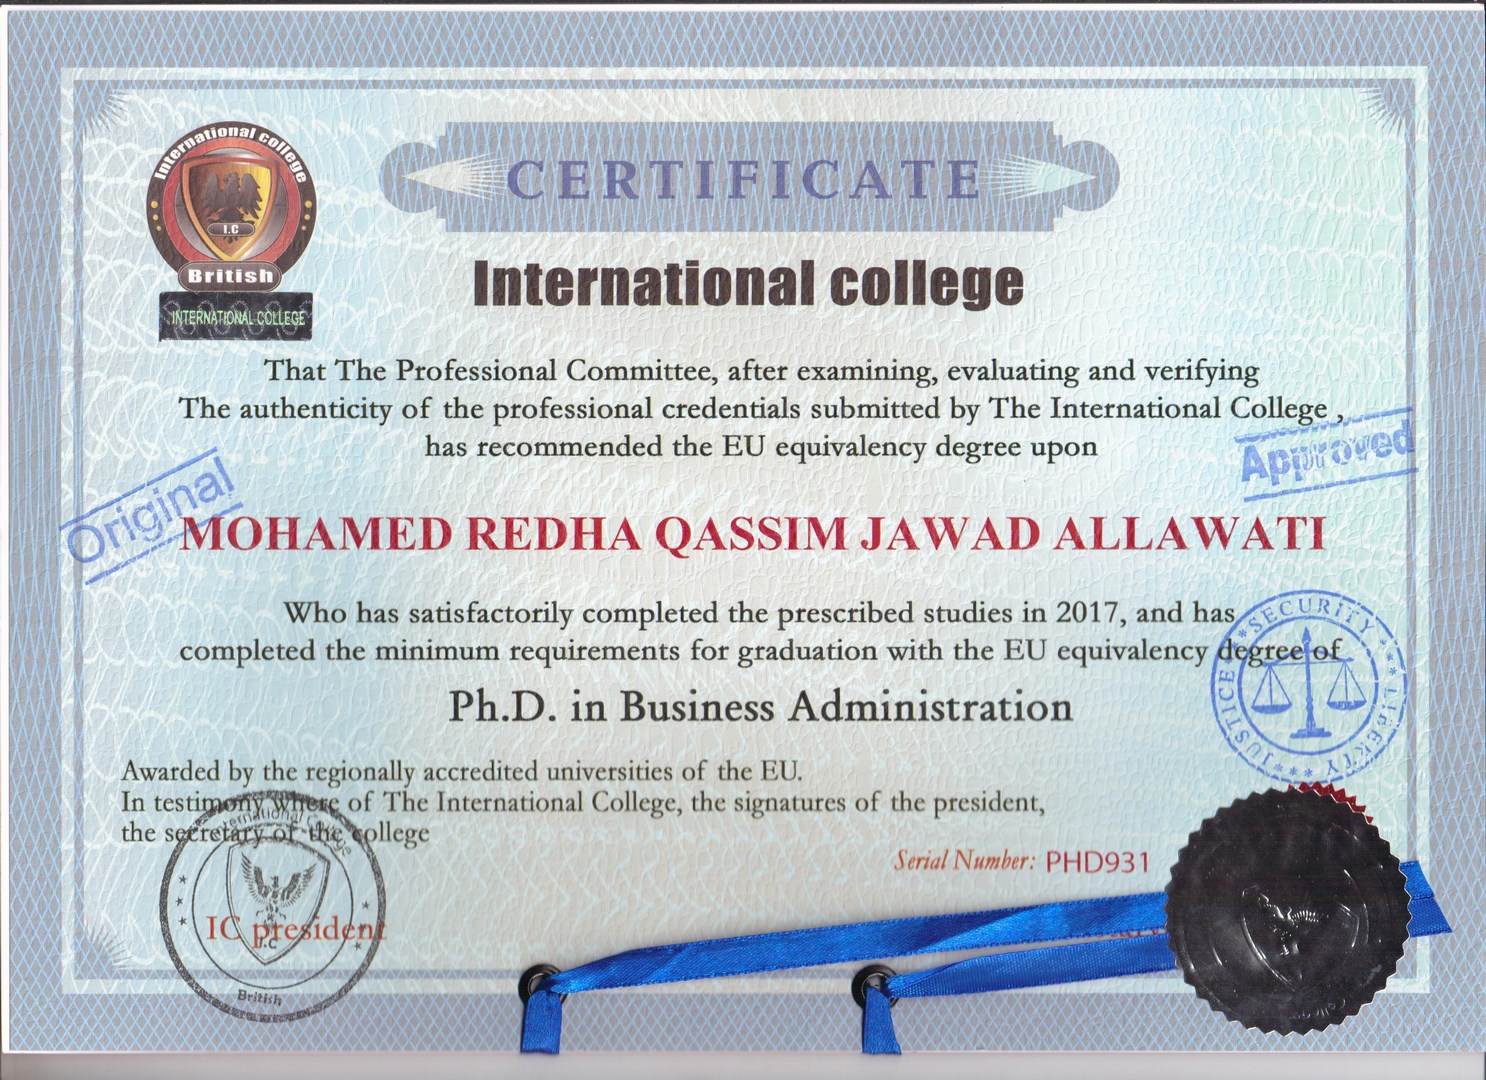 International college
I.C
British
INTERNATIONAL COLLEGE
CERTIFICATE
International college
That The Professional Committee, after examining, evaluating and verifying
The authenticity of the professional credentials submitted by The International College ,
has recommended the EU equivalency degree upon
Approved
Original
MOHAMED REDHA QASSIM JAWAD ALLAWATI
Who has satisfactorily completed the prescribed studies in 2017, and has
completed the minimum requirements for graduation with the EU equivalency degree of
SECURITY
LIBERTY
JUSTICE
Ph.D. in Business Administration
Awarded by the regionally accredited universities of the EU.
In testimony where of The International College, the signatures of the president,
the secretary of the college
Serial Number: PHD931
International College
I.C
British
IC president